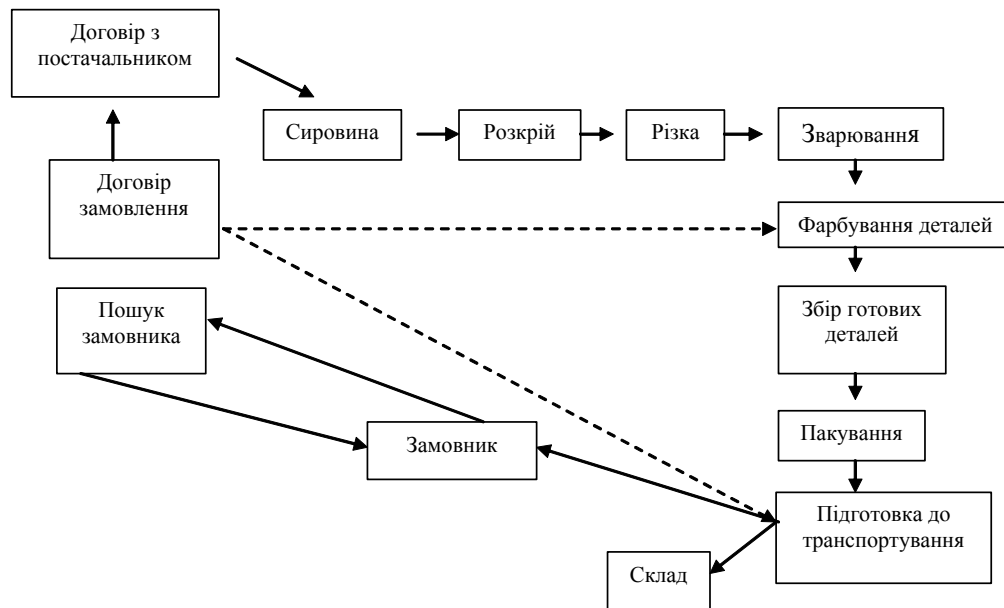 Договір з
постачальником
Сировина
Розкрій
Різка
Зварювання
Договір
замовлення
Фарбування деталей
Збір готових
деталей
Пошук
замовника
Пакування
Замовник
Підготовка до
транспортування
Склад